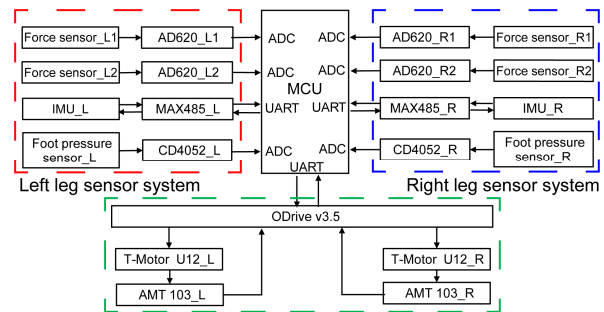 Force sensor_L1
AD620_L1
ADC
ADC
AD620_R1
Force sensor_R1
Force sensor_L2
AD620_L2
ADC
ADC
AD620_R2
Force sensor_R2
MCU
IMU_L
MAX485_L
UART
UART
MAX485_R
IMU_R
Foot pressure
sensor_L
CD4052_L
ADC
ADC
CD4052_R
Foot pressure
sensor_R
UART
Left leg sensor system
Right leg sensor system
ODrive v3.5
T-Motor U12_L
T-Motor U12_R
AMT 103_L
AMT 103_R